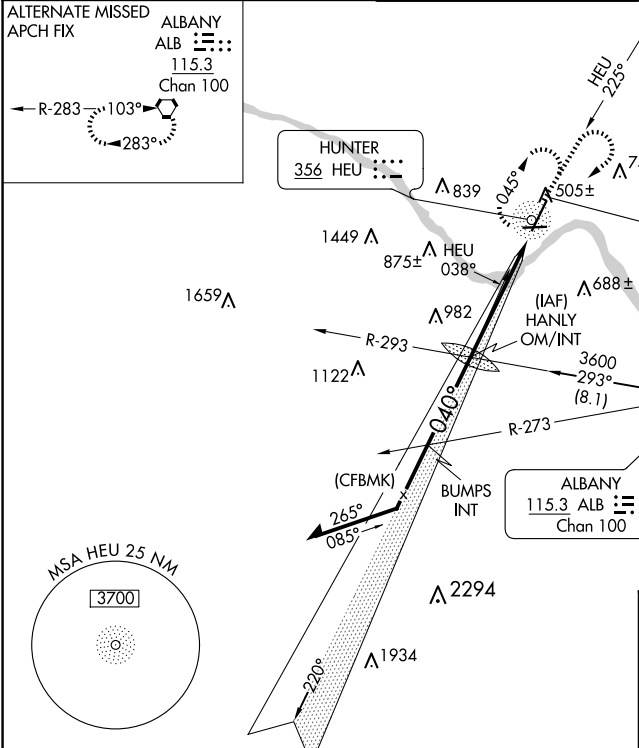 ALTERNATE MISSED
APCH FIX
ALBANY
ALB
115.3
Chan 100
R-283
103°
283°
HEU
225°
HUNTER
356 HEU
045°
505±
839
1449
875±
HEU
038°
688±
1659
982
(IAF)
HANLY
OM/INT
R-293
3600
293°
(8.1)
1122
040°
R-273
(CFBMK)
BUMPS
INT
265°
085°
ALBANY
115.3 ALB
Chan 100
MSA HEU 25 NM
3700
2294
1934
220°